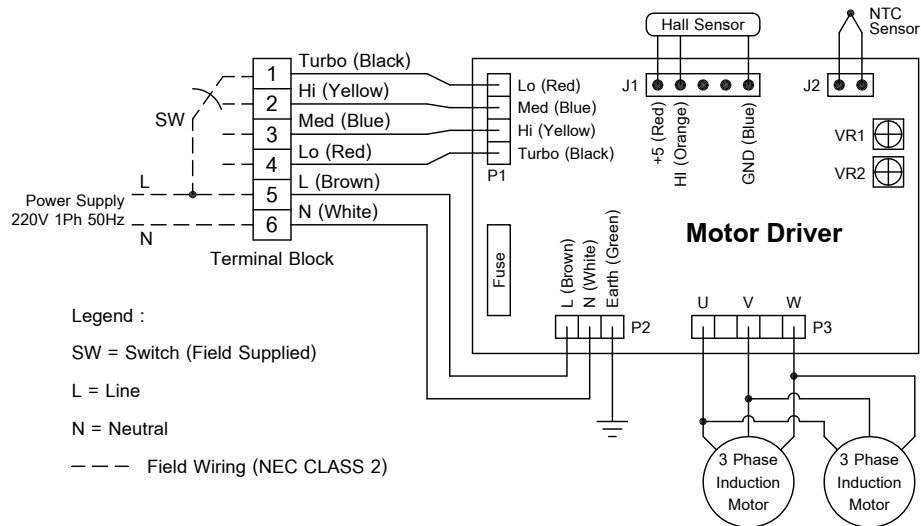 Hall Sensor
NTC
Sensor
Turbo (Black)
Hi (Yellow)
Med (Blue)
Lo (Red)
L (Brown)
N (White)
1
2
3
4
5
6
Terminal Block
SW
L
N
Power Supply
220V 1Ph 50Hz
Lo (Red)
Med (Blue)
Hi (Yellow)
Turbo (Black)
P1
J1
+5 (Red)
HI (Orange)
GND (Blue)
J2
VR1
VR2
Motor Driver
Fuse
L (Brown)
N (White)
Earth (Green)
P2
U
V
W
P3
Legend :
SW = Switch (Field Supplied)
L = Line
N = Neutral
Field Wiring (NEC CLASS 2)
3 Phase
Induction
Motor
3 Phase
Induction
Motor